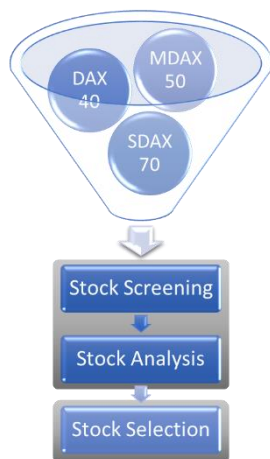 DAX
40
MDAX
50
SDAX
70
Stock Screening
Stock Analysis
Stock Selection